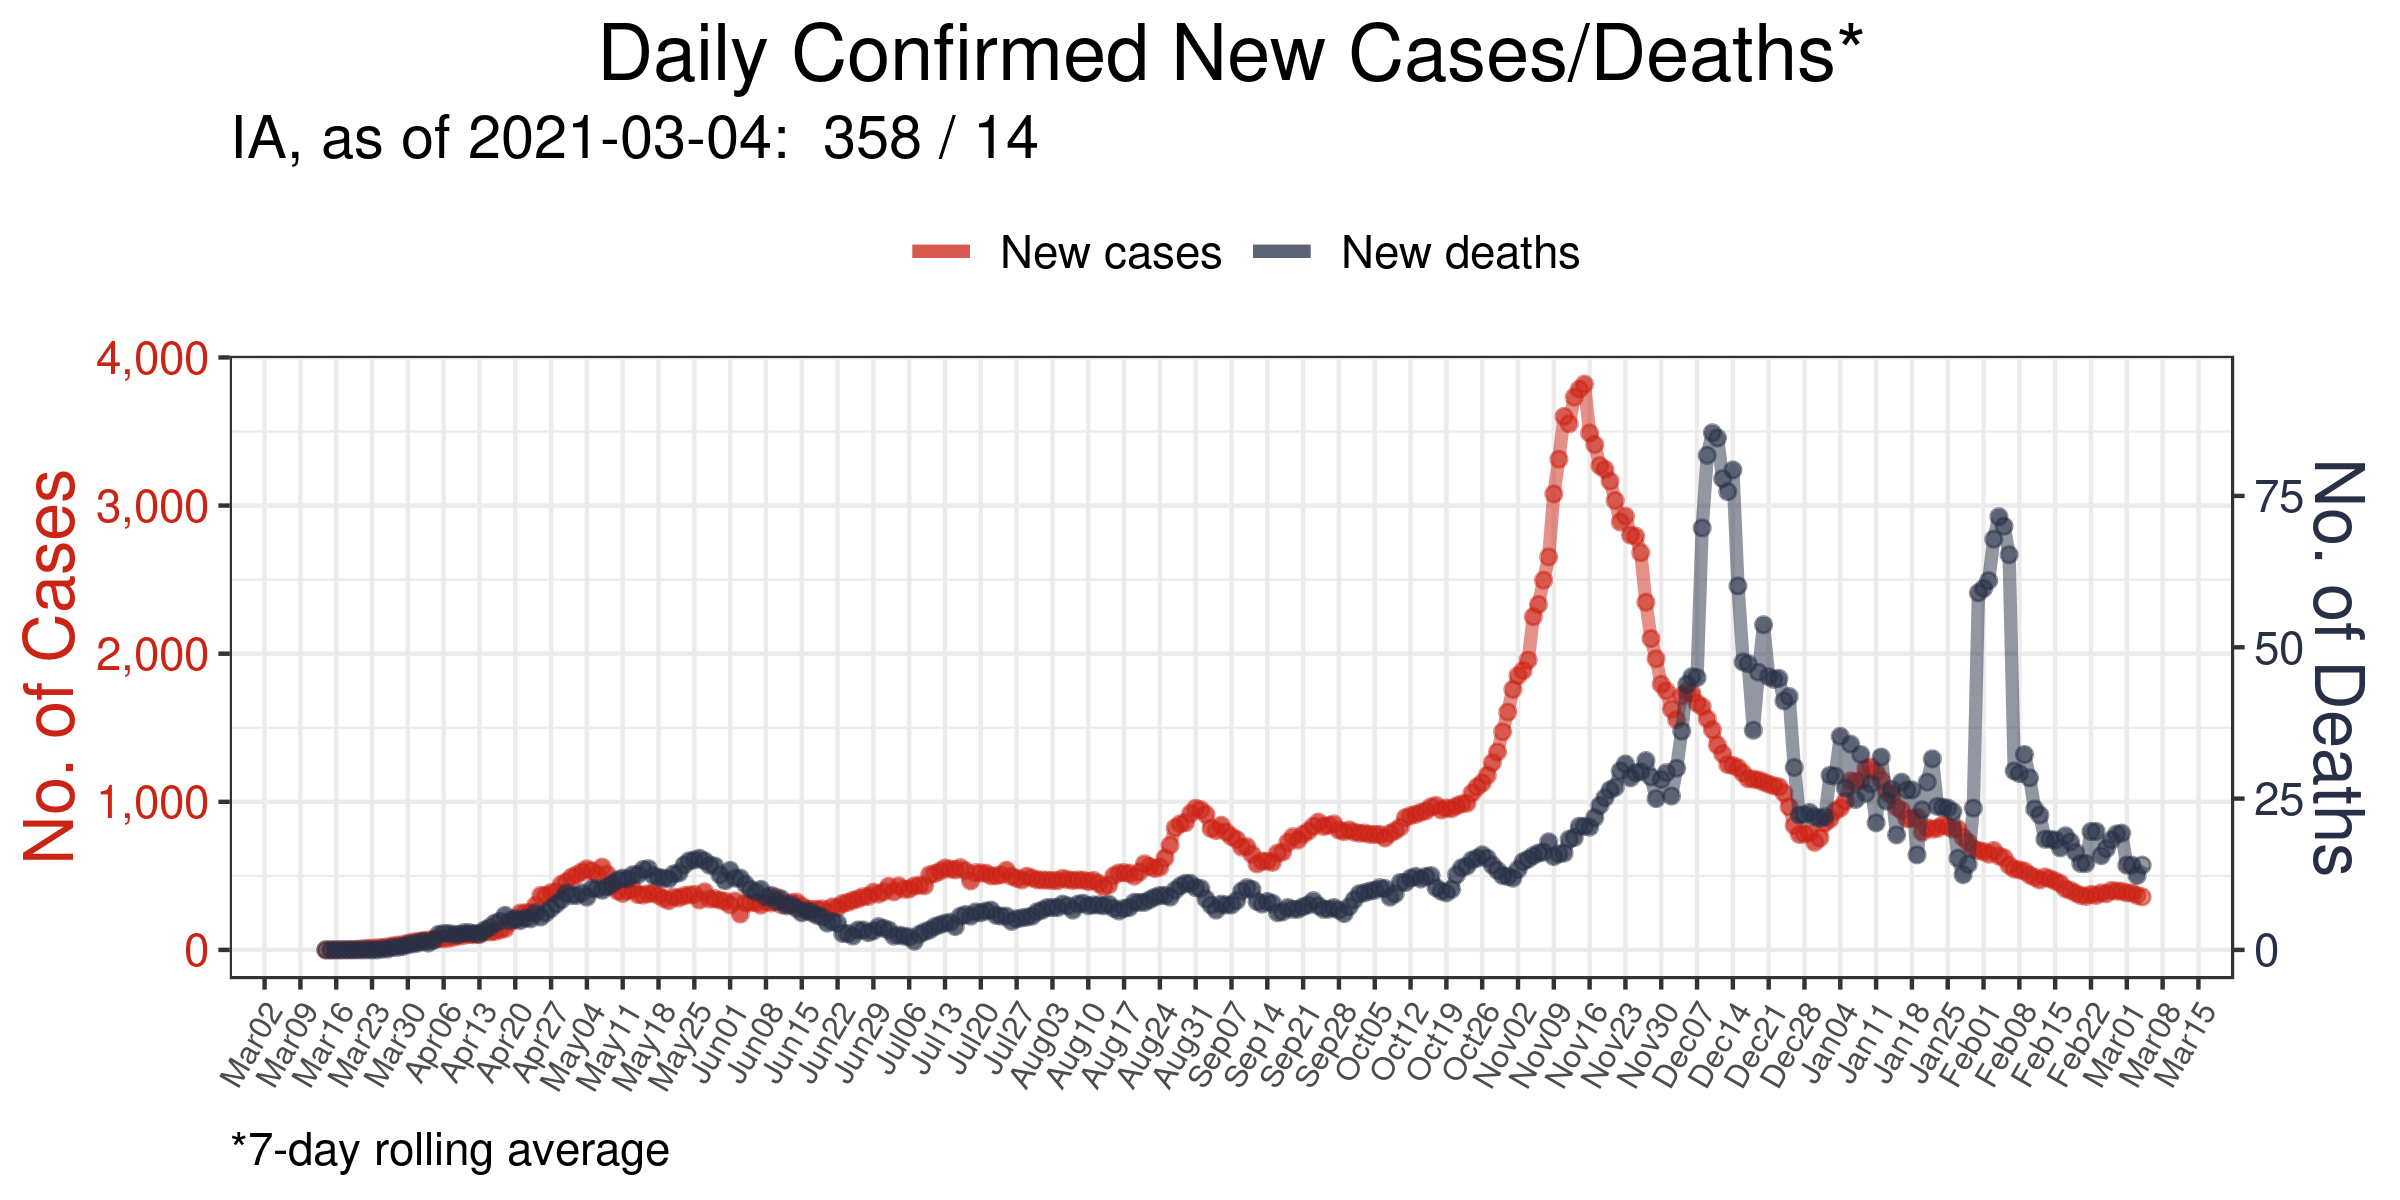 Daily Confirmed New Cases/Deaths*
IA, as of 2021-03-04:  358 / 14
New cases
New deaths
No. of Cases
4,000
3,000
2,000
1,000
0
75
50
25
0
No. of Deaths
Mar02
Mar09
Mar16
Mar23
Mar30
Apr06
Apr13
Apr20
Apr27
May04
May11
May18
May25
Jun01
Jun08
Jun15
Jun22
Jun29
Jul06
Jul13
Jul20
Jul27
Aug03
Aug10
Aug17
Aug24
Aug31
Sep07
Sep14
Sep21
Sep28
Oct05
Oct12
Oct19
Oct26
Nov02
Nov09
Nov16
Nov23
Nov30
Dec07
Dec14
Dec21
Dec28
Jan04
Jan11
Jan18
Jan25
Feb01
Feb08
Feb15
Feb22
Mar01
Mar08
Mar15
*7-day rolling average